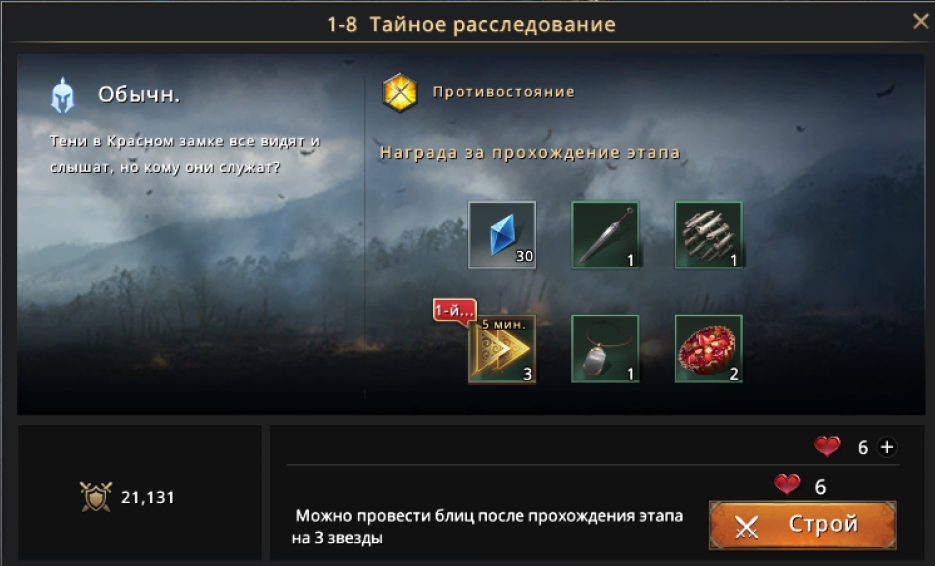 1-8 Тайное расследование
Обычн.
Тени в Красном замке все видят и
слышат, но кому они служат?
Противостояние
Награда за прохождение этапа
30
1
1
1-й...
5 мин.
3
1
2
21,131
6
6
Можно провести блиц после прохождения этапа
на 3 звезды
Строй